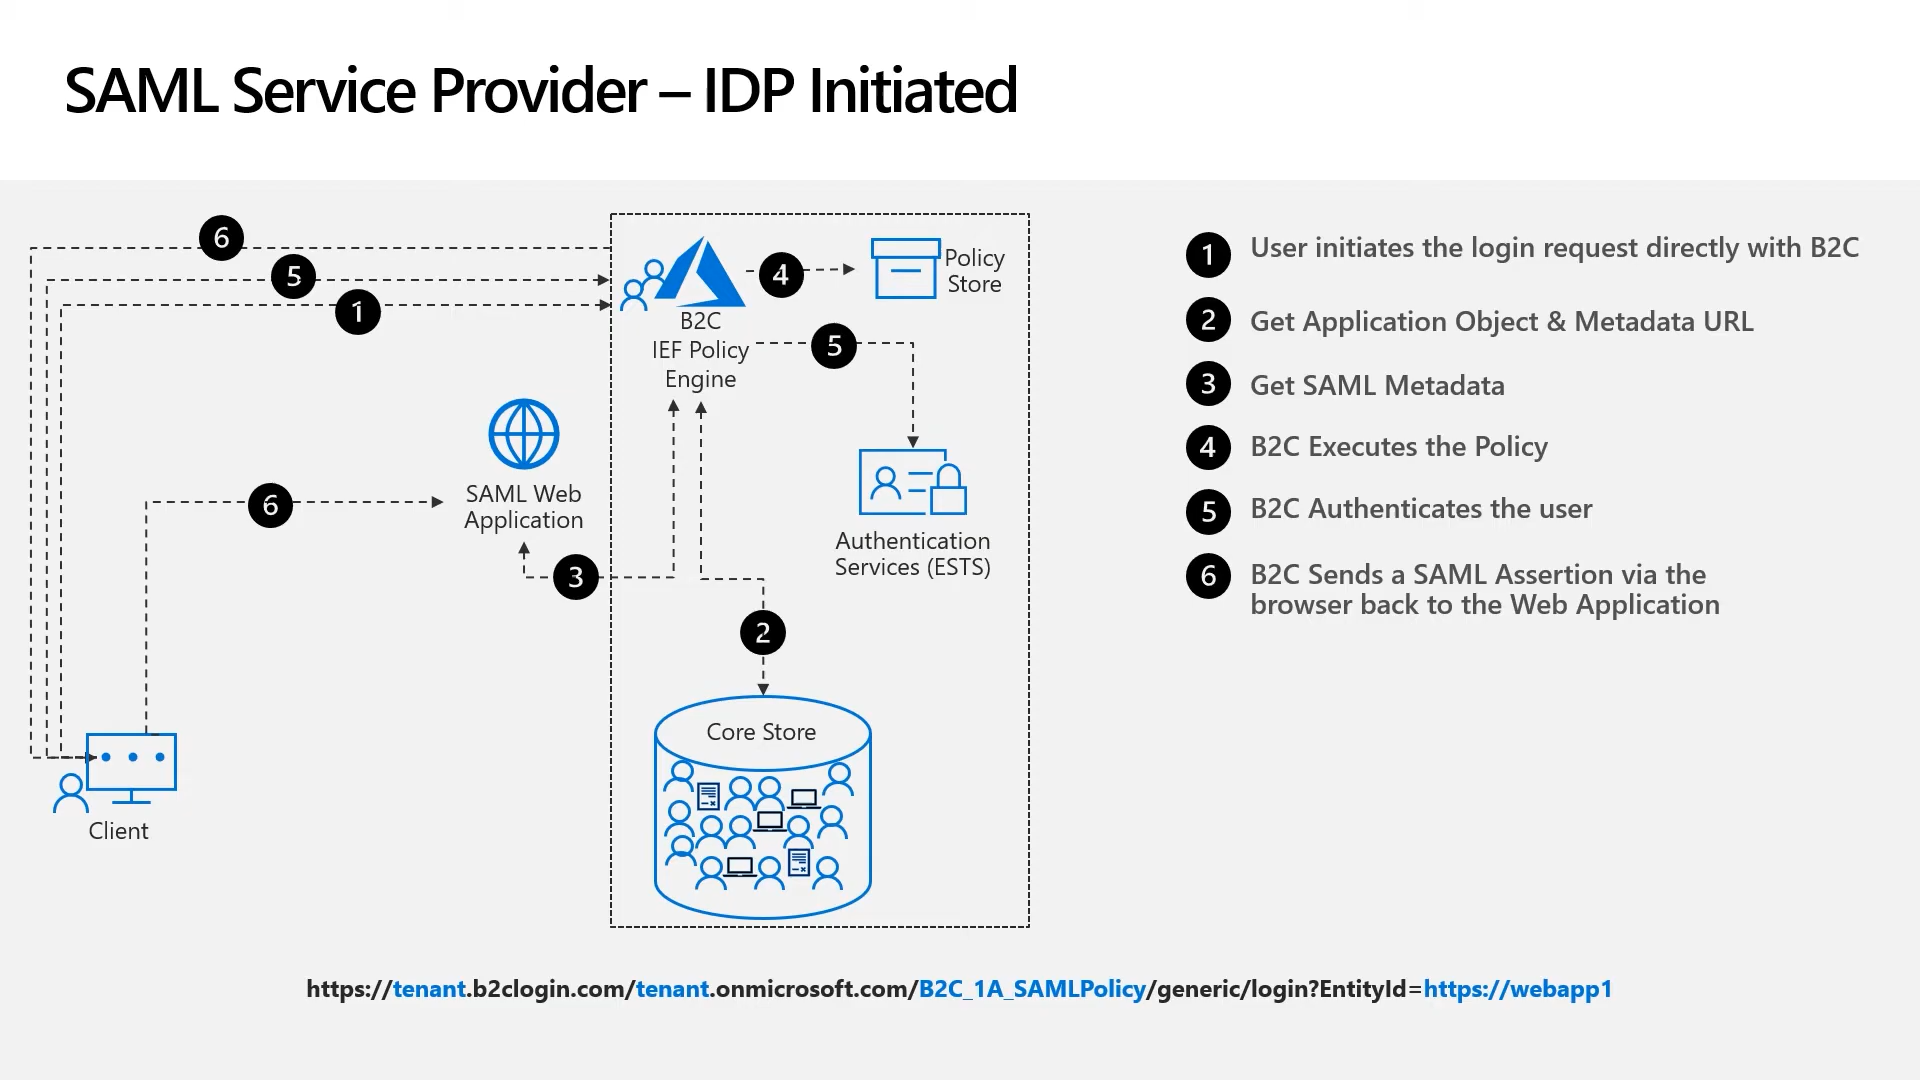 SAML Service Provider – IDP Initiated
6
5
1
4
Policy
Store
B2C
IEF Policy
Engine
5
SAML Web
Application
6
3
Authentication
Services (ESTS)
2
Core Store
Client
1 User initiates the login request directly with B2C
2 Get Application Object & Metadata URL
3 Get SAML Metadata
4 B2C Executes the Policy
5 B2C Authenticates the user
6 B2C Sends a SAML Assertion via the
browser back to the Web Application
https://tenant.b2clogin.com/tenant.onmicrosoft.com/B2C_1A_SAMLPolicy/generic/login?EntityId=https://webapp1